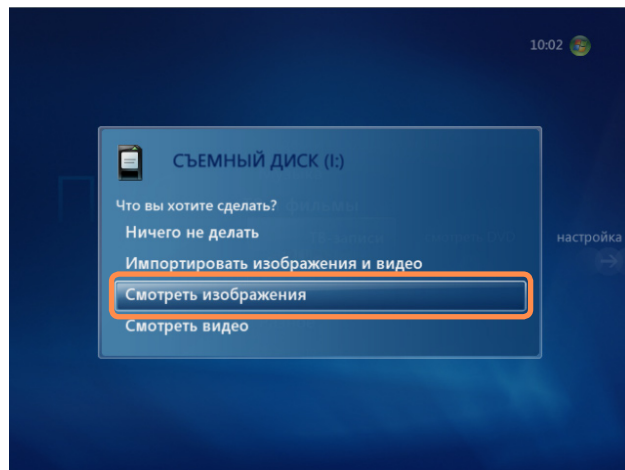 10:02
СЪЕМНЫЙ ДИСК (I:)
Что вы хотите сделать?
Ничего не делать
настройка
Импортировать изображения и видео
Смотреть изображения
Смотреть видео